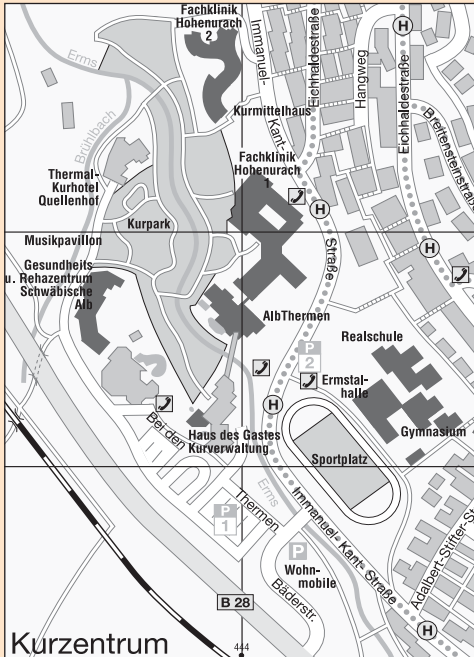 Fachklinik
Hohenurach
2
Immanuel-
Kant-
Straße
Eichhaldestraße
Hangweg
Eichhaldestraße
Breitensteinstraße
H
H
H
H
H
Erms
Brühlbach
Kurmittelhaus
Fachklinik
Hohenurach
1
Thermal-
Kurhotel
Quellenhof
Kurpark
Musikpavillon
Gesundheits
u. Rehazentrum
Schwäbische
Alb
AlbThermen
Realschule
P
2
Ermstal-
halle
Gymnasium
Bei den
Thermen
Haus des Gastes
Kurverwaltung
Sportplatz
Erms
P
1
Immanuel-Kant-Straße
Adalbert-Stifter-St
P
Wohn-
mobile
Bäderstr.
B 28
Kurzentrum
444